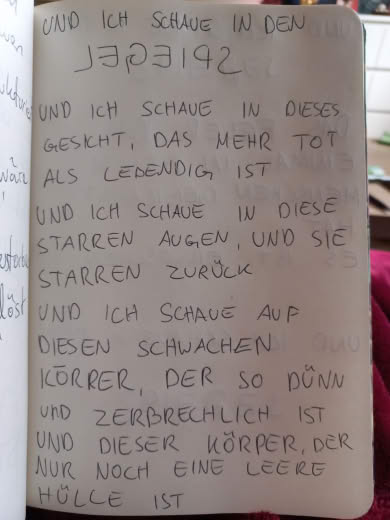 UND ICH SCHAUE IN DEN
SPIEGEL
UND ICH SCHAUE IN DIESES
GESICHT, DAS MEHR TOT
ALS LEDENDIG IST
UND ICH SCHAUE IN DIESE
STARREN AUGEN, UND SIE
STARREN ZURÜCK
UND ICH SCHAUE AUF
DIESEN SCHWACHEN
KÖRRER, DER SO DÜNN
UND ZERBRECHLICH IST
UND DIESER KÖRPER, DER
NUR NOCH EINE LEERE
HÜLLE IST